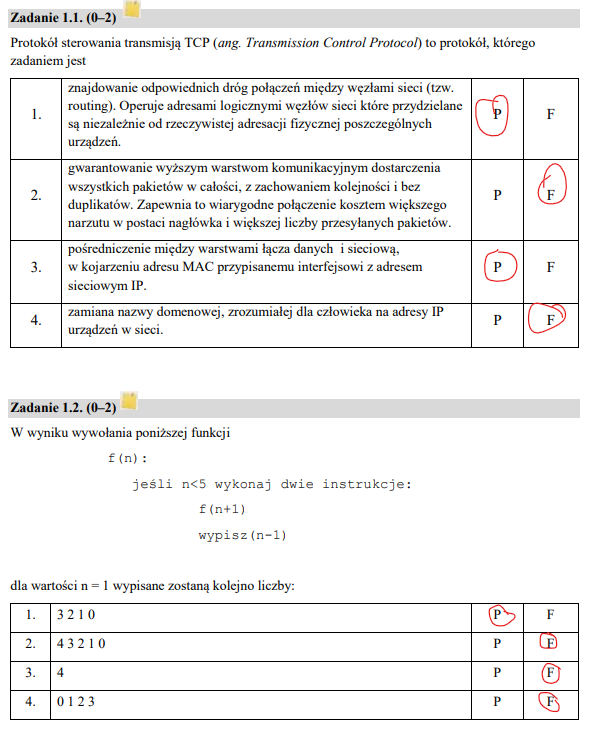 Zadanie 1.1. (0–2)
Protokół sterowania transmisją TCP (ang. Transmission Control Protocol) to protokół, którego
zadaniem jest
1.
znajdowanie odpowiednich dróg połączeń między węzłami sieci (tzw.
routing). Operuje adresami logicznymi węzłów sieci które przydzielane
są niezależnie od rzeczywistej adresacji fizycznej poszczególnych
urządzeń.
P
F
2.
gwarantowanie wyższym warstwom komunikacyjnym dostarczenia
wszystkich pakietów w całości, z zachowaniem kolejności i bez
duplikatów. Zapewnia to wiarygodne połączenie kosztem większego
narzutu w postaci nagłówka i większej liczby przesyłanych pakietów.
P
F
3.
pośredniczenie między warstwami łącza danych i sieciową,
w kojarzeniu adresu MAC przypisanemu interfejsowi z adresem
sieciowym IP.
P
F
4.
zamiana nazwy domenowej, zrozumiałej dla człowieka na adresy IP
urządzeń w sieci.
P
F
Zadanie 1.2. (0–2)
W wyniku wywołania poniższej funkcji
f(n):
jeśli n<5 wykonaj dwie instrukcje:
f(n+1)
wypisz(n-1)
dla wartości n = 1 wypisane zostaną kolejno liczby:
1. 3 2 1 0 P F
2. 4 3 2 1 0 P F
3. 4 P F
4. 0 1 2 3 P F